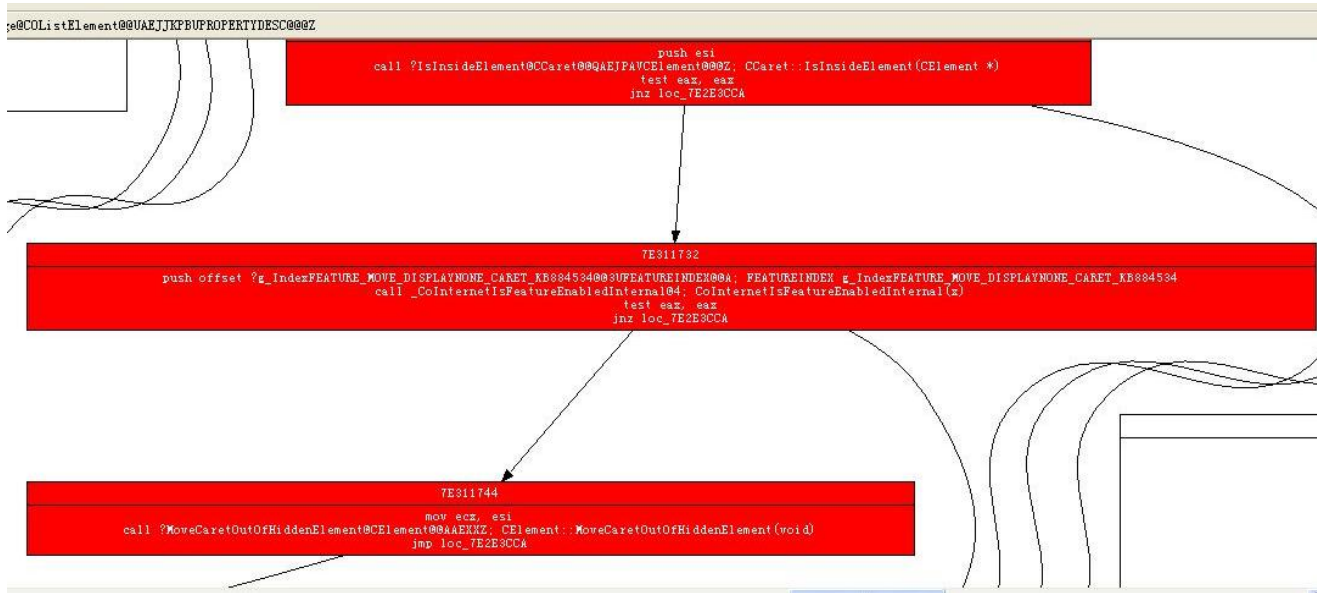 ge@COListElement@@UAEJJKPBUPROPERTYDESC@@@Z
push esi
call ?IsInsideElement@CCaret@@QAEJPAVCElement@@@Z; CCaret::IsInsideElement(CElement *)
test eax, eax
jnz loc_7E2E3CCA
7E311732
push offset ?g_IndexFEATURE_MOVE_DISPLAYNONE_CARET_KB884534@@3UFEATUREINDEX@@A; FEATUREINDEX g_IndexFEATURE_MOVE_DISPLAYNONE_CARET_KB884534
call _CoInternetIsFeatureEnabledInternal@4; CoInternetIsFeatureEnabledInternal(x)
test eax, eax
jnz loc_7E2E3CCA
7E311744
mov ecx, esi
call ?MoveCaretOutOfHiddenElement@CElement@@AAEXXZ; CElement::MoveCaretOutOfHiddenElement(void)
jmp loc_7E2E3CCA